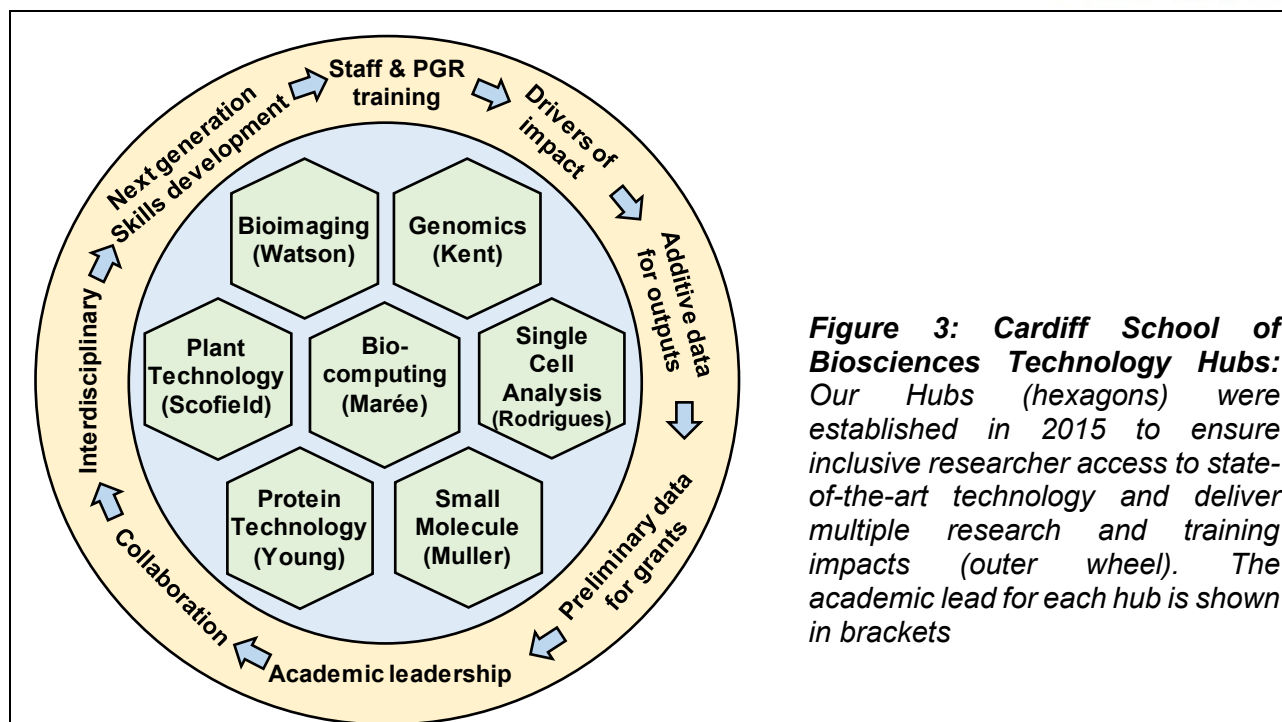 Staff & PGR
training
Drivers of
impact
Additive data
for outputs
Preliminary data
for grants
Academic leadership
Collaboration
Interdisciplinary
Next generation
Skills development
Bioimaging
(Watson)
Genomics
(Kent)
Plant
Technology
(Scofield)
Bio-
computing
(Marée)
Single
Cell
Analysis
(Rodrigues)
Protein
Technology
(Young)
Small
Molecule
(Muller)
Figure 3: Cardiff School of
Biosciences Technology Hubs:
Our Hubs (hexagons) were
established in 2015 to ensure
inclusive researcher access to state-
of-the-art technology and deliver
multiple research and training
impacts (outer wheel). The
academic lead for each hub is shown
in brackets